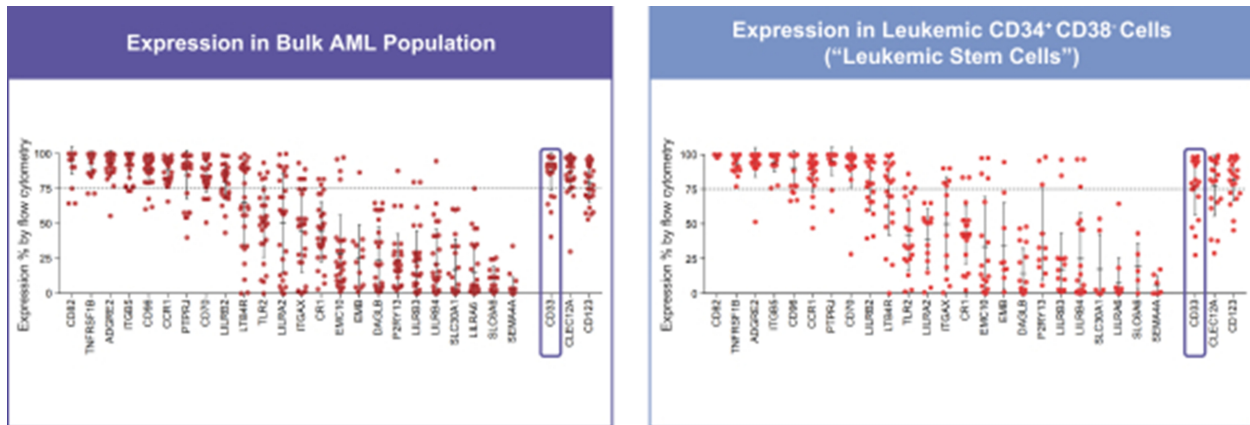 Expression in Bulk AML Population
Expression % by flow cytometry
100
75
50
25
0
CD82
TNFRSF1B
ADGRE2
ITGB5
CD96
CCR1
PTPRJ
CD70
LILRB2
LTB4R
TLR2
LILRA2
ITGAX
CR1
EMC10
EMB
DAGLB
P2RY13
LILRB3
LILRB4
SLC30A1
LILRA6
SLC6A6
SEMA4A
CD33
CLEC12A
CD123
Expression in Leukemic CD34⁺ CD38⁻ Cells
(“Leukemic Stem Cells”)
Expression % by flow cytometry
100
75
50
25
0
CD82
TNFRSF1B
ADGRE2
ITGB5
CD96
CCR1
PTPRJ
CD70
LILRB2
LTB4R
TLR2
LILRA2
ITGAX
CR1
EMC10
EMB
DAGLB
P2RY13
LILRB3
LILRB4
SLC30A1
LILRA6
SLC6A6
SEMA4A
CD33
CLEC12A
CD123